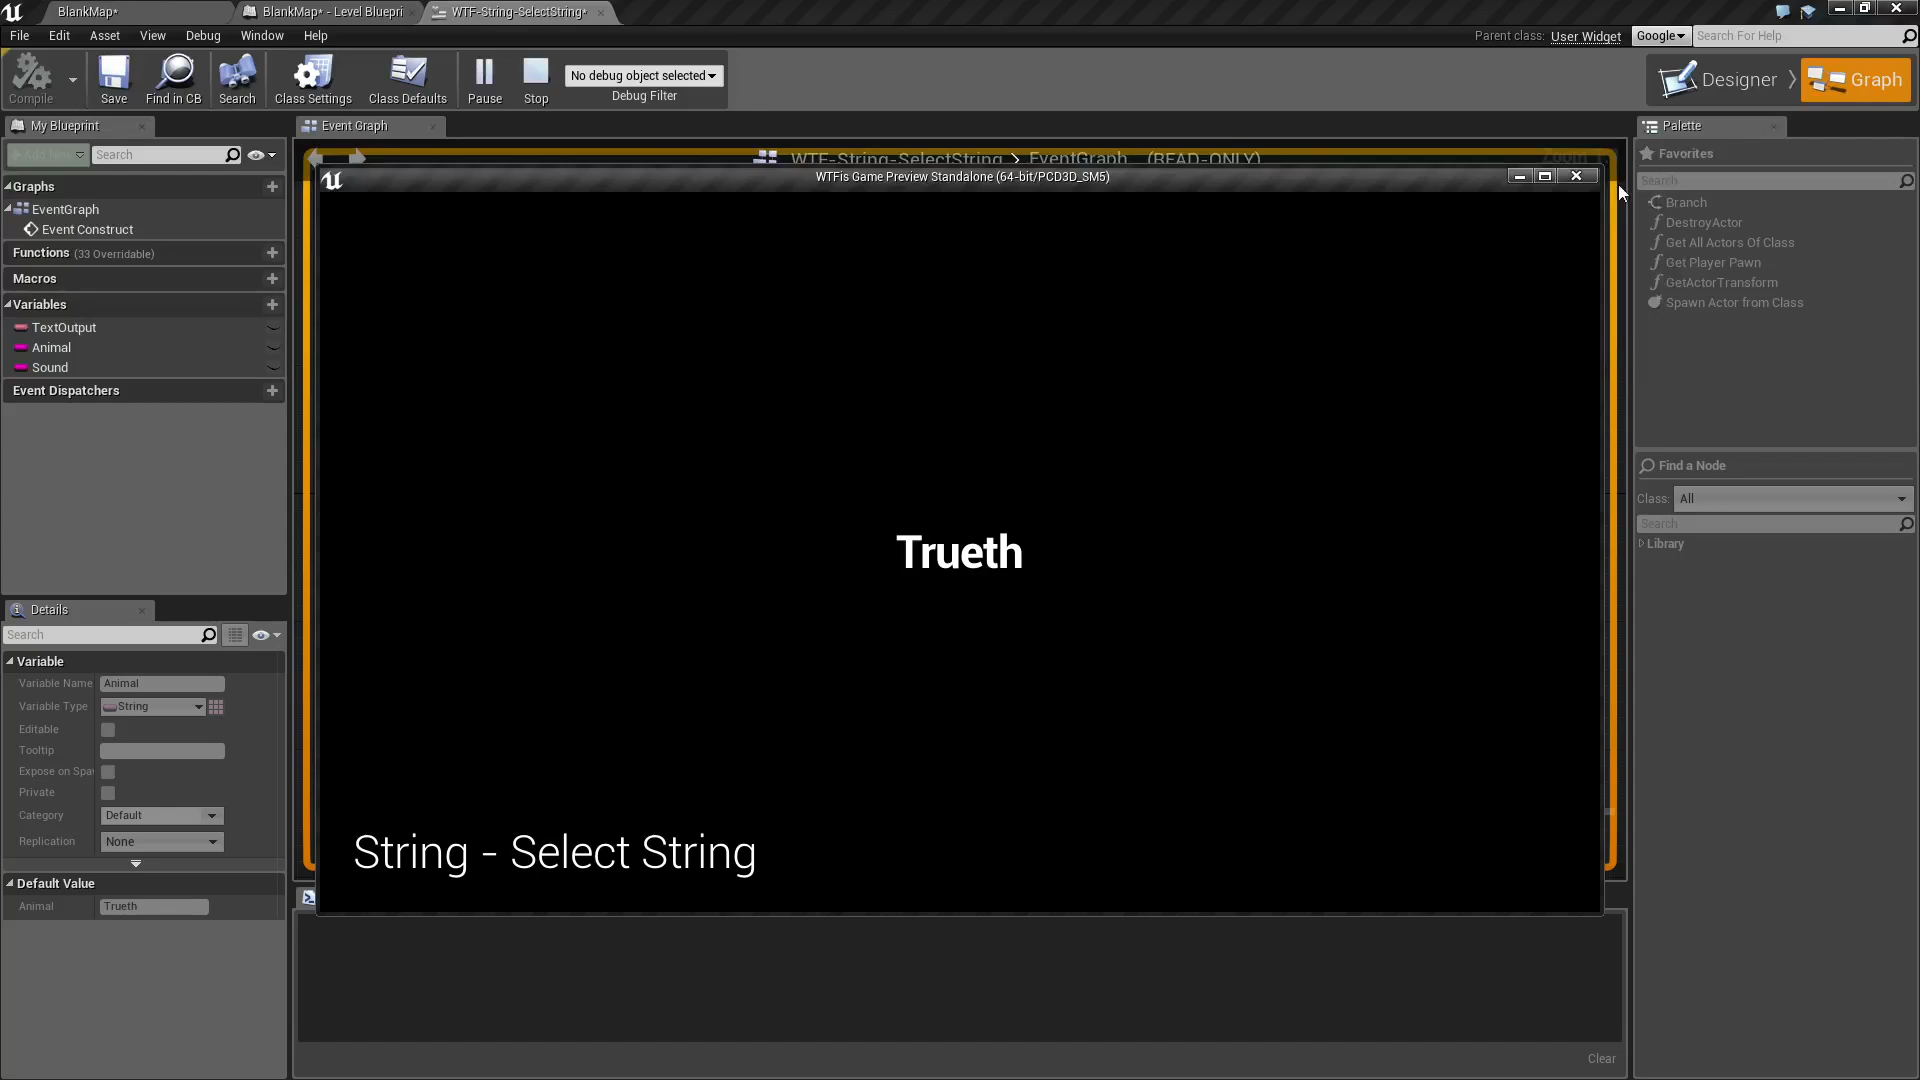 BlankMap*
BlankMap* - Level Bluepri
WTF-String-SelectString*
File Edit Asset View Debug Window Help
Parent class: User Widget
Google
Search For Help
Compile
Save
Find in CB
Search
Class Settings
Class Defaults
Pause
Stop
No debug object selected
Debug Filter
Designer
Graph
My Blueprint
Event Graph
Palette
Search
WTF-String-SelectString > EventGraph (READ-ONLY)
Zoom
Favorites
WTFis Game Preview Standalone (64-bit/PCD3D_SM5)
Search
Graphs
EventGraph
Event Construct
Functions (33 Overridable)
Macros
Variables
TextOutput
Animal
Sound
Event Dispatchers
Branch
DestroyActor
Get All Actors Of Class
Get Player Pawn
GetActorTransform
Spawn Actor from Class
Find a Node
Class: All
Search
Library
Trueth
String - Select String
Details
Search
Variable
Variable Name Animal
Variable Type String
Editable
Tooltip
Expose on Spa
Private
Category Default
Replication None
Default Value
Animal Trueth
Clear